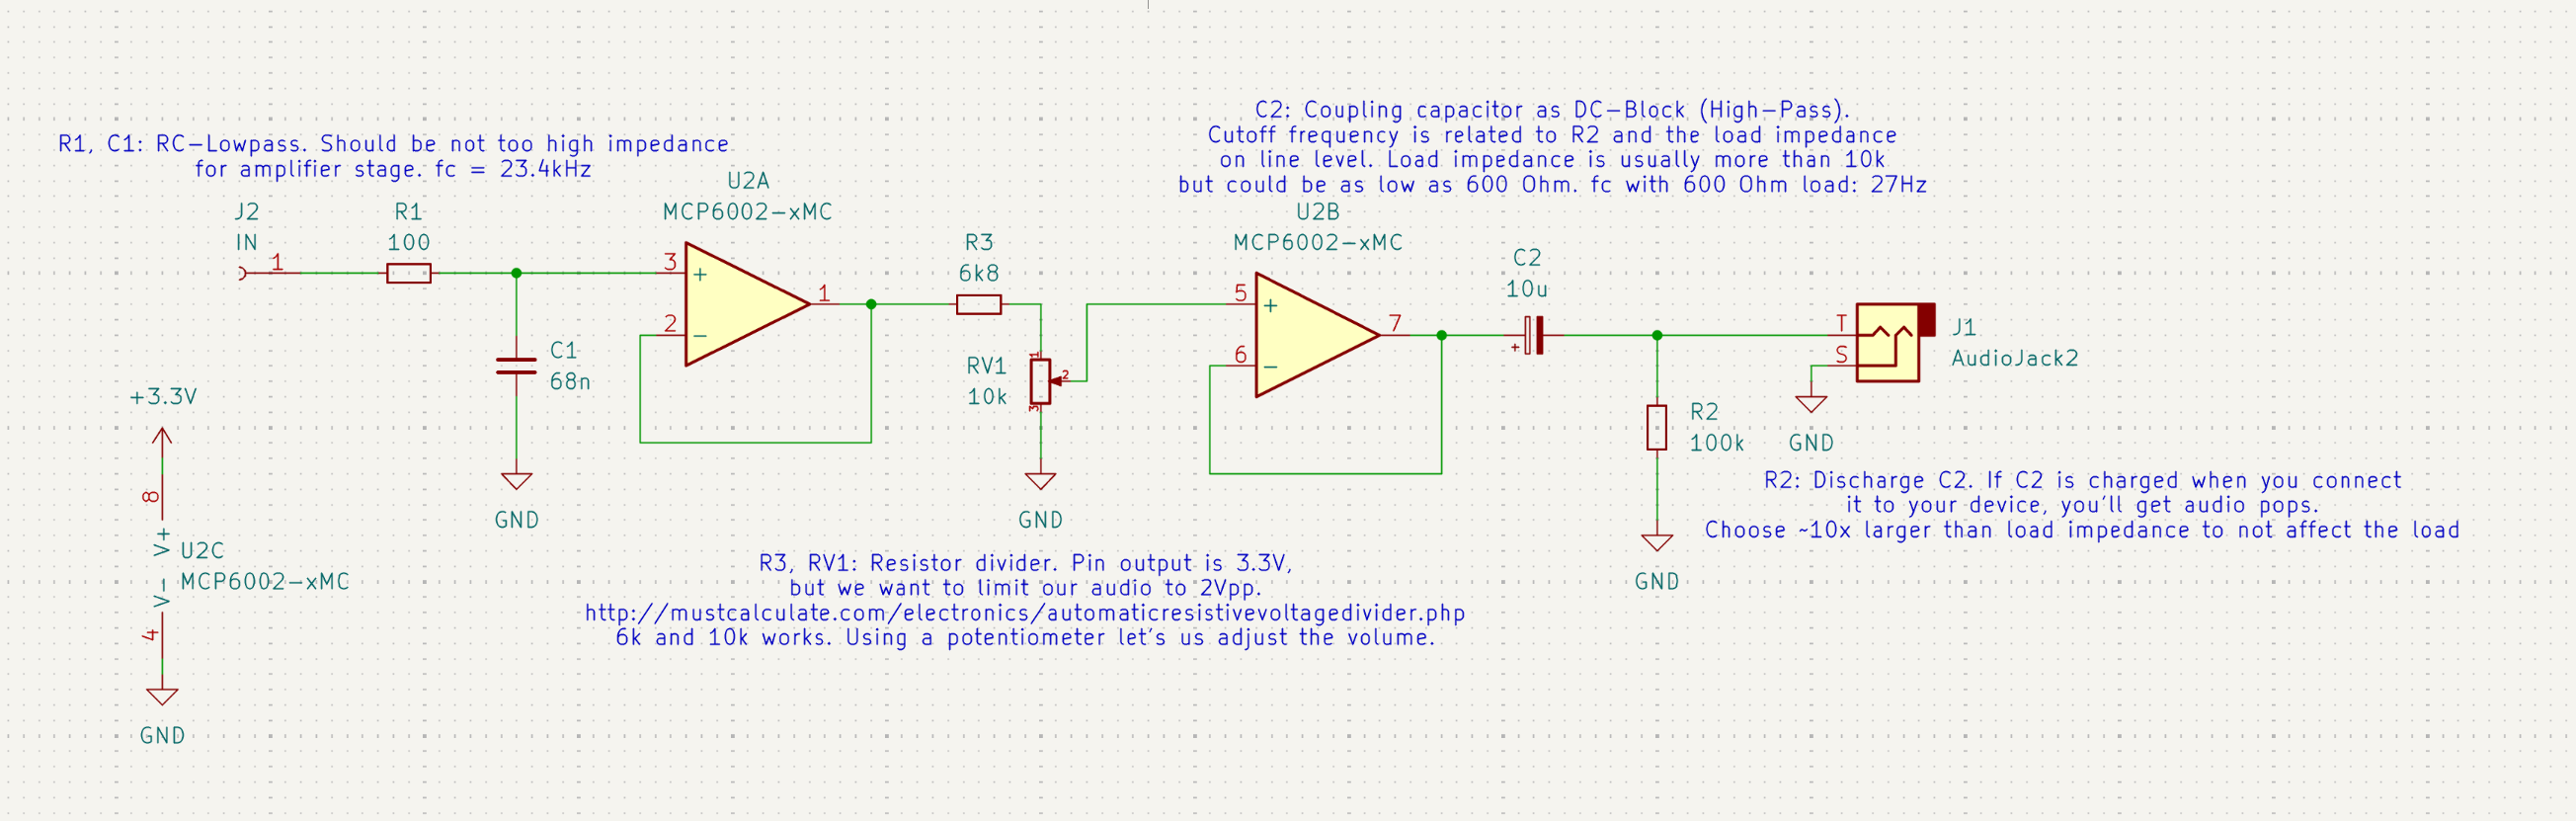 C2: Coupling capacitor as DC-Block (High-Pass).
Cutoff frequency is related to R2 and the load impedance
on line level. Load impedance is usually more than 10k
but could be as low as 600 Ohm. fc with 600 Ohm load: 27Hz
R1, C1: RC-Lowpass. Should be not too high impedance
for amplifier stage. fc = 23.4kHz
J2
IN
1
R1
100
C1
68n
GND
U2A
MCP6002-xMC
3
+
2
-
1
R3
6k8
RV1
10k
1
2
3
GND
U2B
MCP6002-xMC
5
+
6
-
7
C2
10u
+
R2
100k
GND
T
S
J1
AudioJack2
GND
+3.3V
8
V+
U2C
MCP6002-xMC
V-
4
GND
R2: Discharge C2. If C2 is charged when you connect
it to your device, you'll get audio pops.
Choose ~10x larger than load impedance to not affect the load
R3, RV1: Resistor divider. Pin output is 3.3V,
but we want to limit our audio to 2Vpp.
http://mustcalculate.com/electronics/automaticresistivevoltagedivider.php
6k and 10k works. Using a potentiometer let's us adjust the volume.